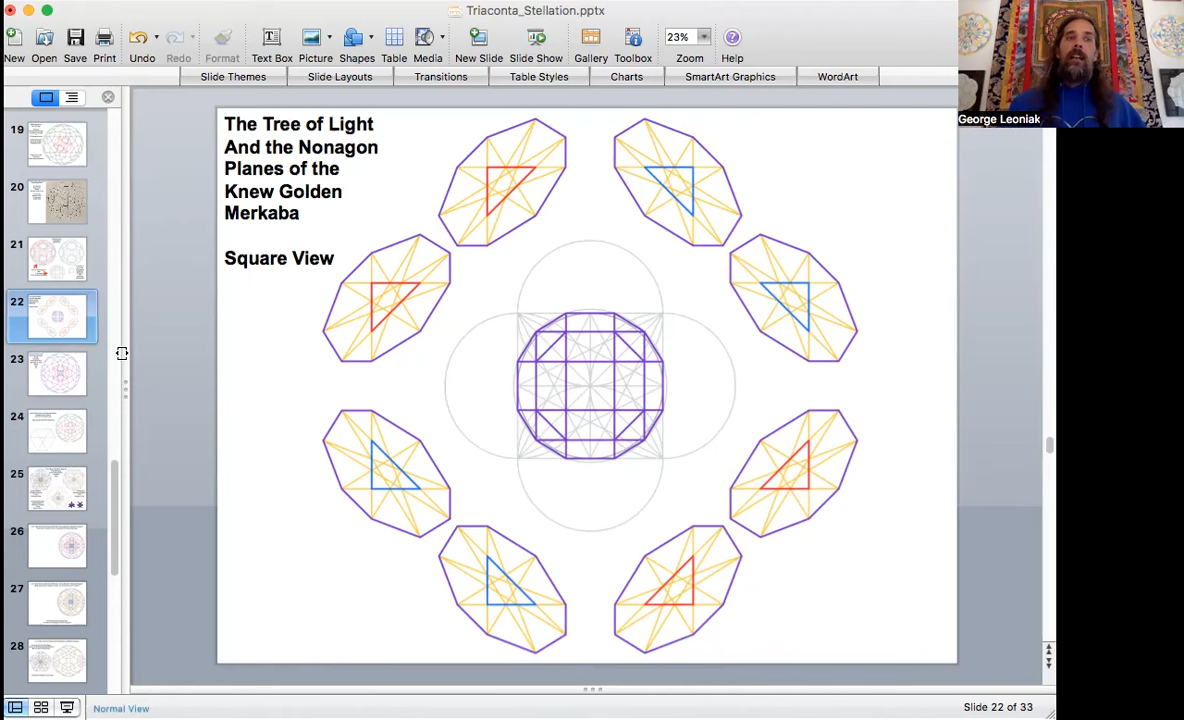 Triaconta_Stellation.pptx
New Open Save Print Undo Redo Format Text Box Picture Shapes Table Media New Slide Slide Show Gallery Toolbox Zoom Help
23%
Slide Themes Slide Layouts Transitions Table Styles Charts SmartArt Graphics WordArt
George Leoniak
19
20
21
22
23
24
25
26
27
28
The Tree of Light
And the Nonagon
Planes of the
Knew Golden
Merkaba
Square View
Normal View
Slide 22 of 33